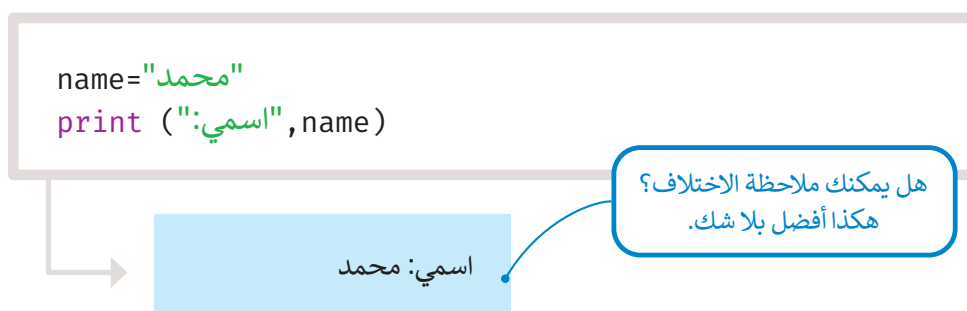 name="محمد"
print ("اسمي:",name)
هل يمكنك ملاحظة الاختلاف؟
هكذا أفضل بلا شك.
اسمي: محمد